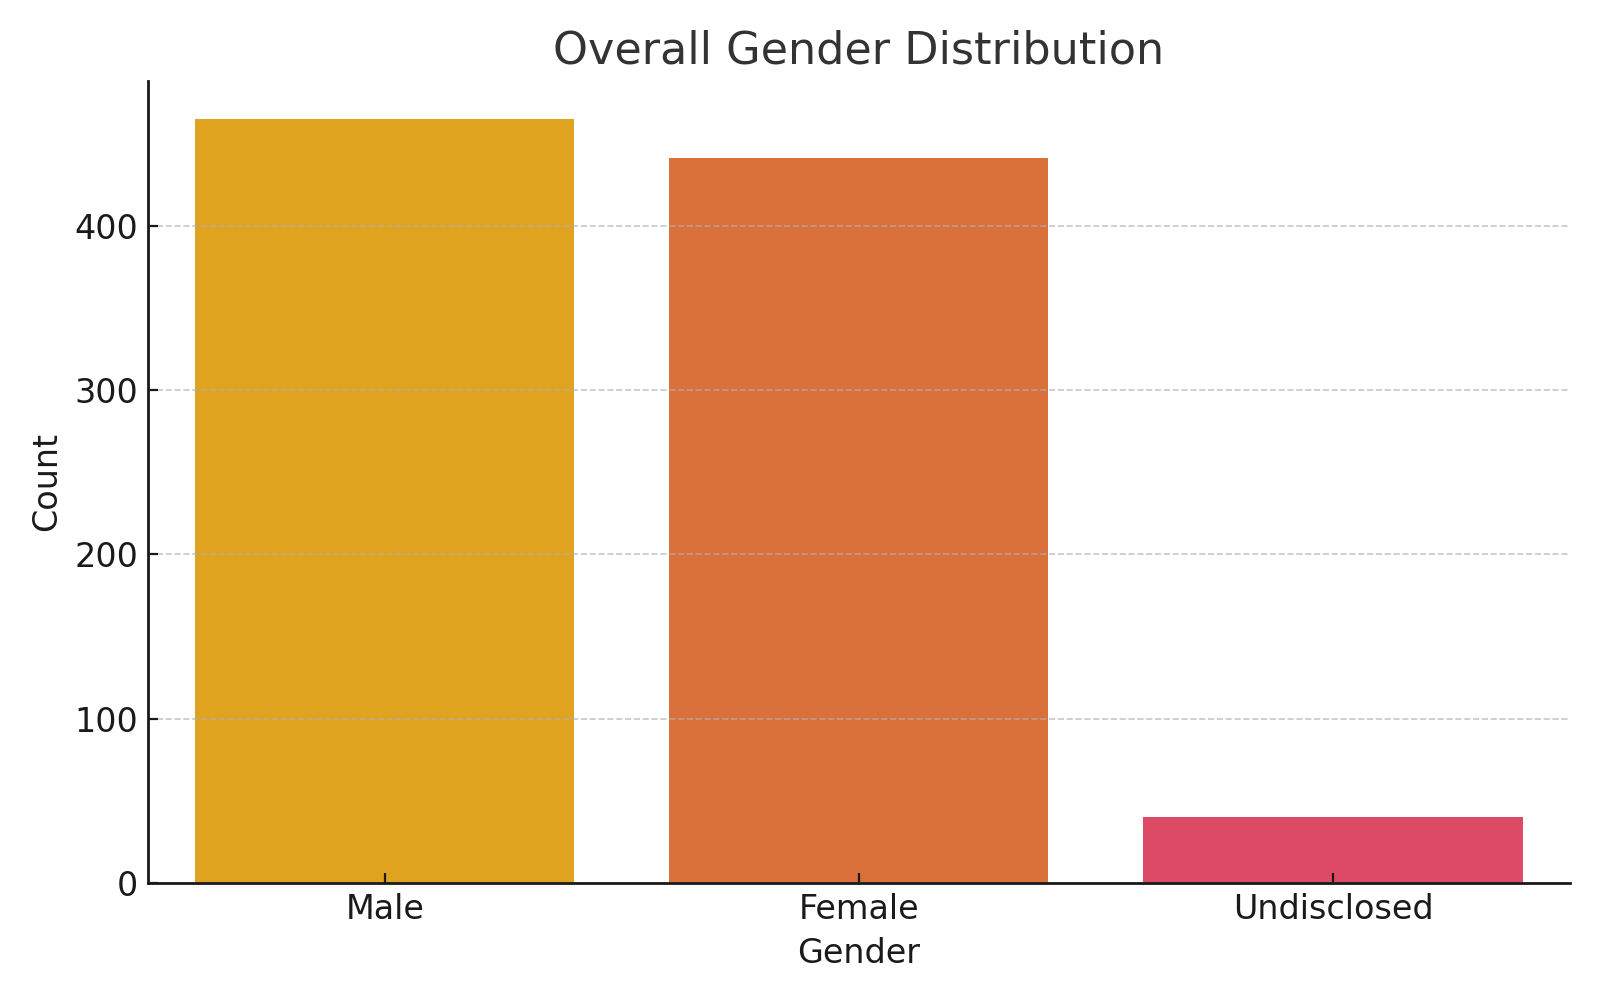 Overall Gender Distribution
Count
400
300
200
100
0
Male
Female
Undisclosed
Gender